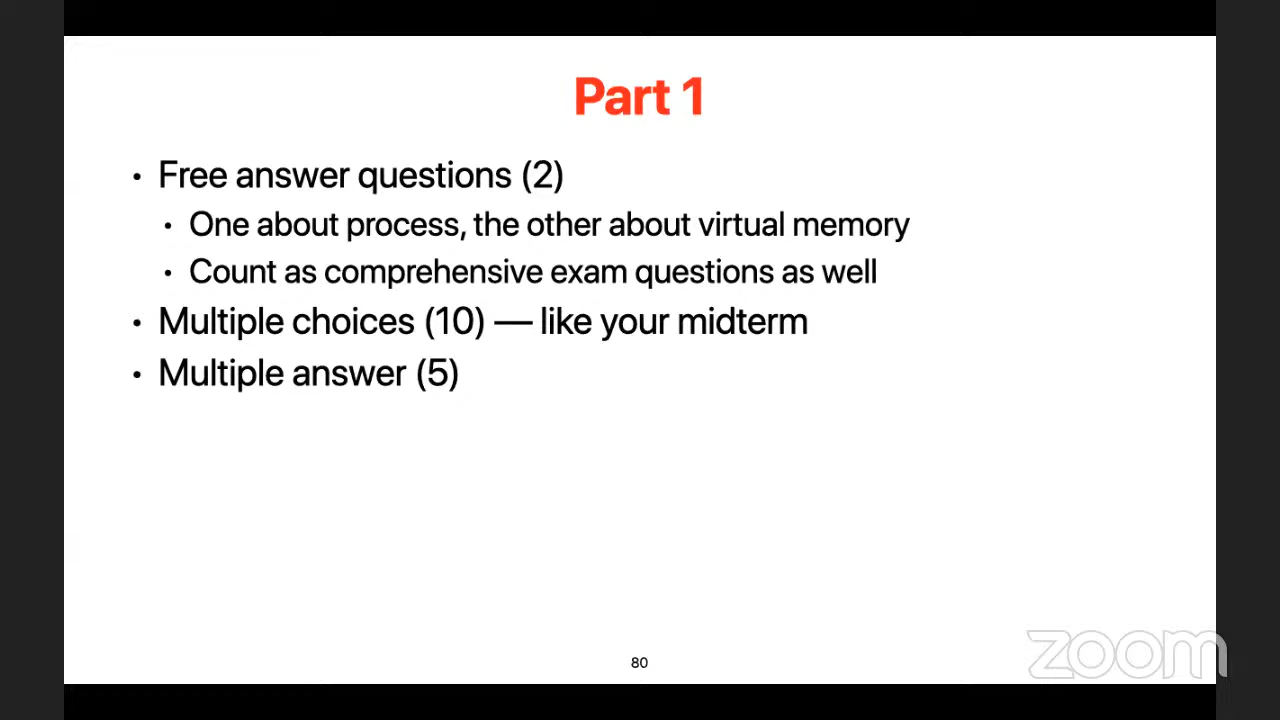 Part 1
• Free answer questions (2)
• One about process, the other about virtual memory
• Count as comprehensive exam questions as well
• Multiple choices (10) — like your midterm
• Multiple answer (5)
80
zoom